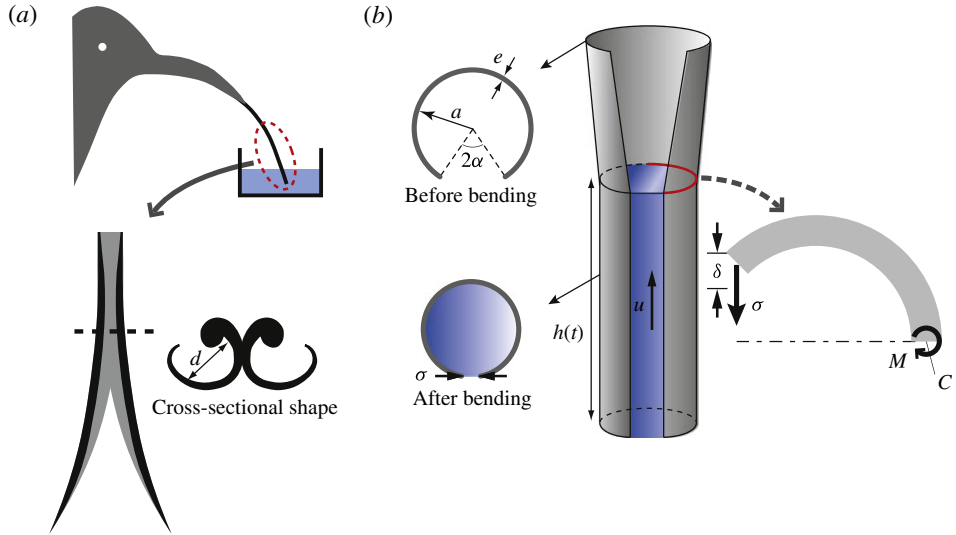 (a)
d
Cross-sectional shape
(b)
e
a
2α
Before bending
σ
After bending
h(t)
u
δ
σ
M
C